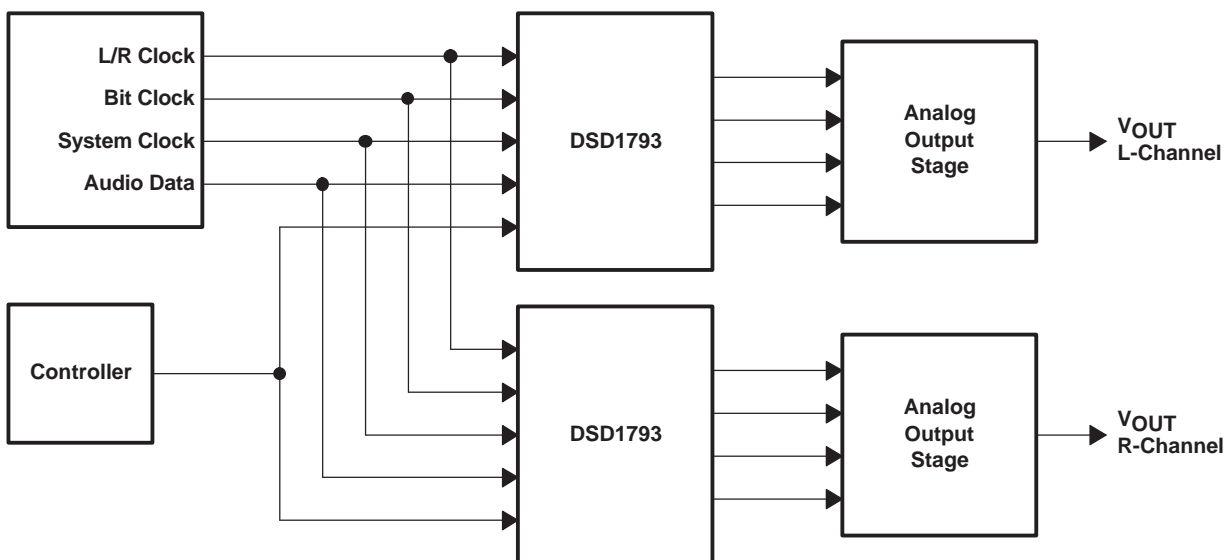 L/R Clock
Bit Clock
System Clock
Audio Data
DSD1793
Analog
Output
Stage
VOUT
L-Channel
Controller
DSD1793
Analog
Output
Stage
VOUT
R-Channel